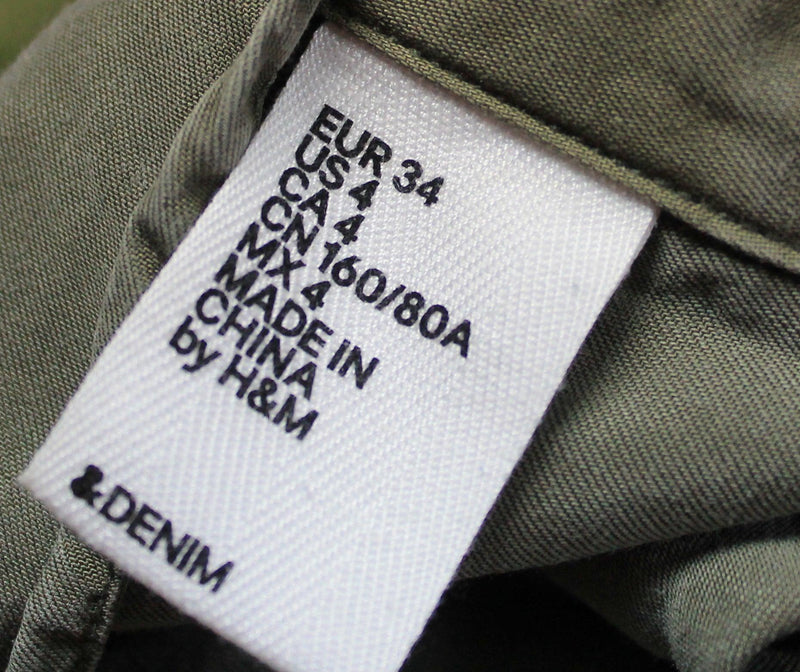 EUR 34
US 4
CA 4
CN 160/80A
MX 4
MADE IN
CHINA
by H&M
&DENIM